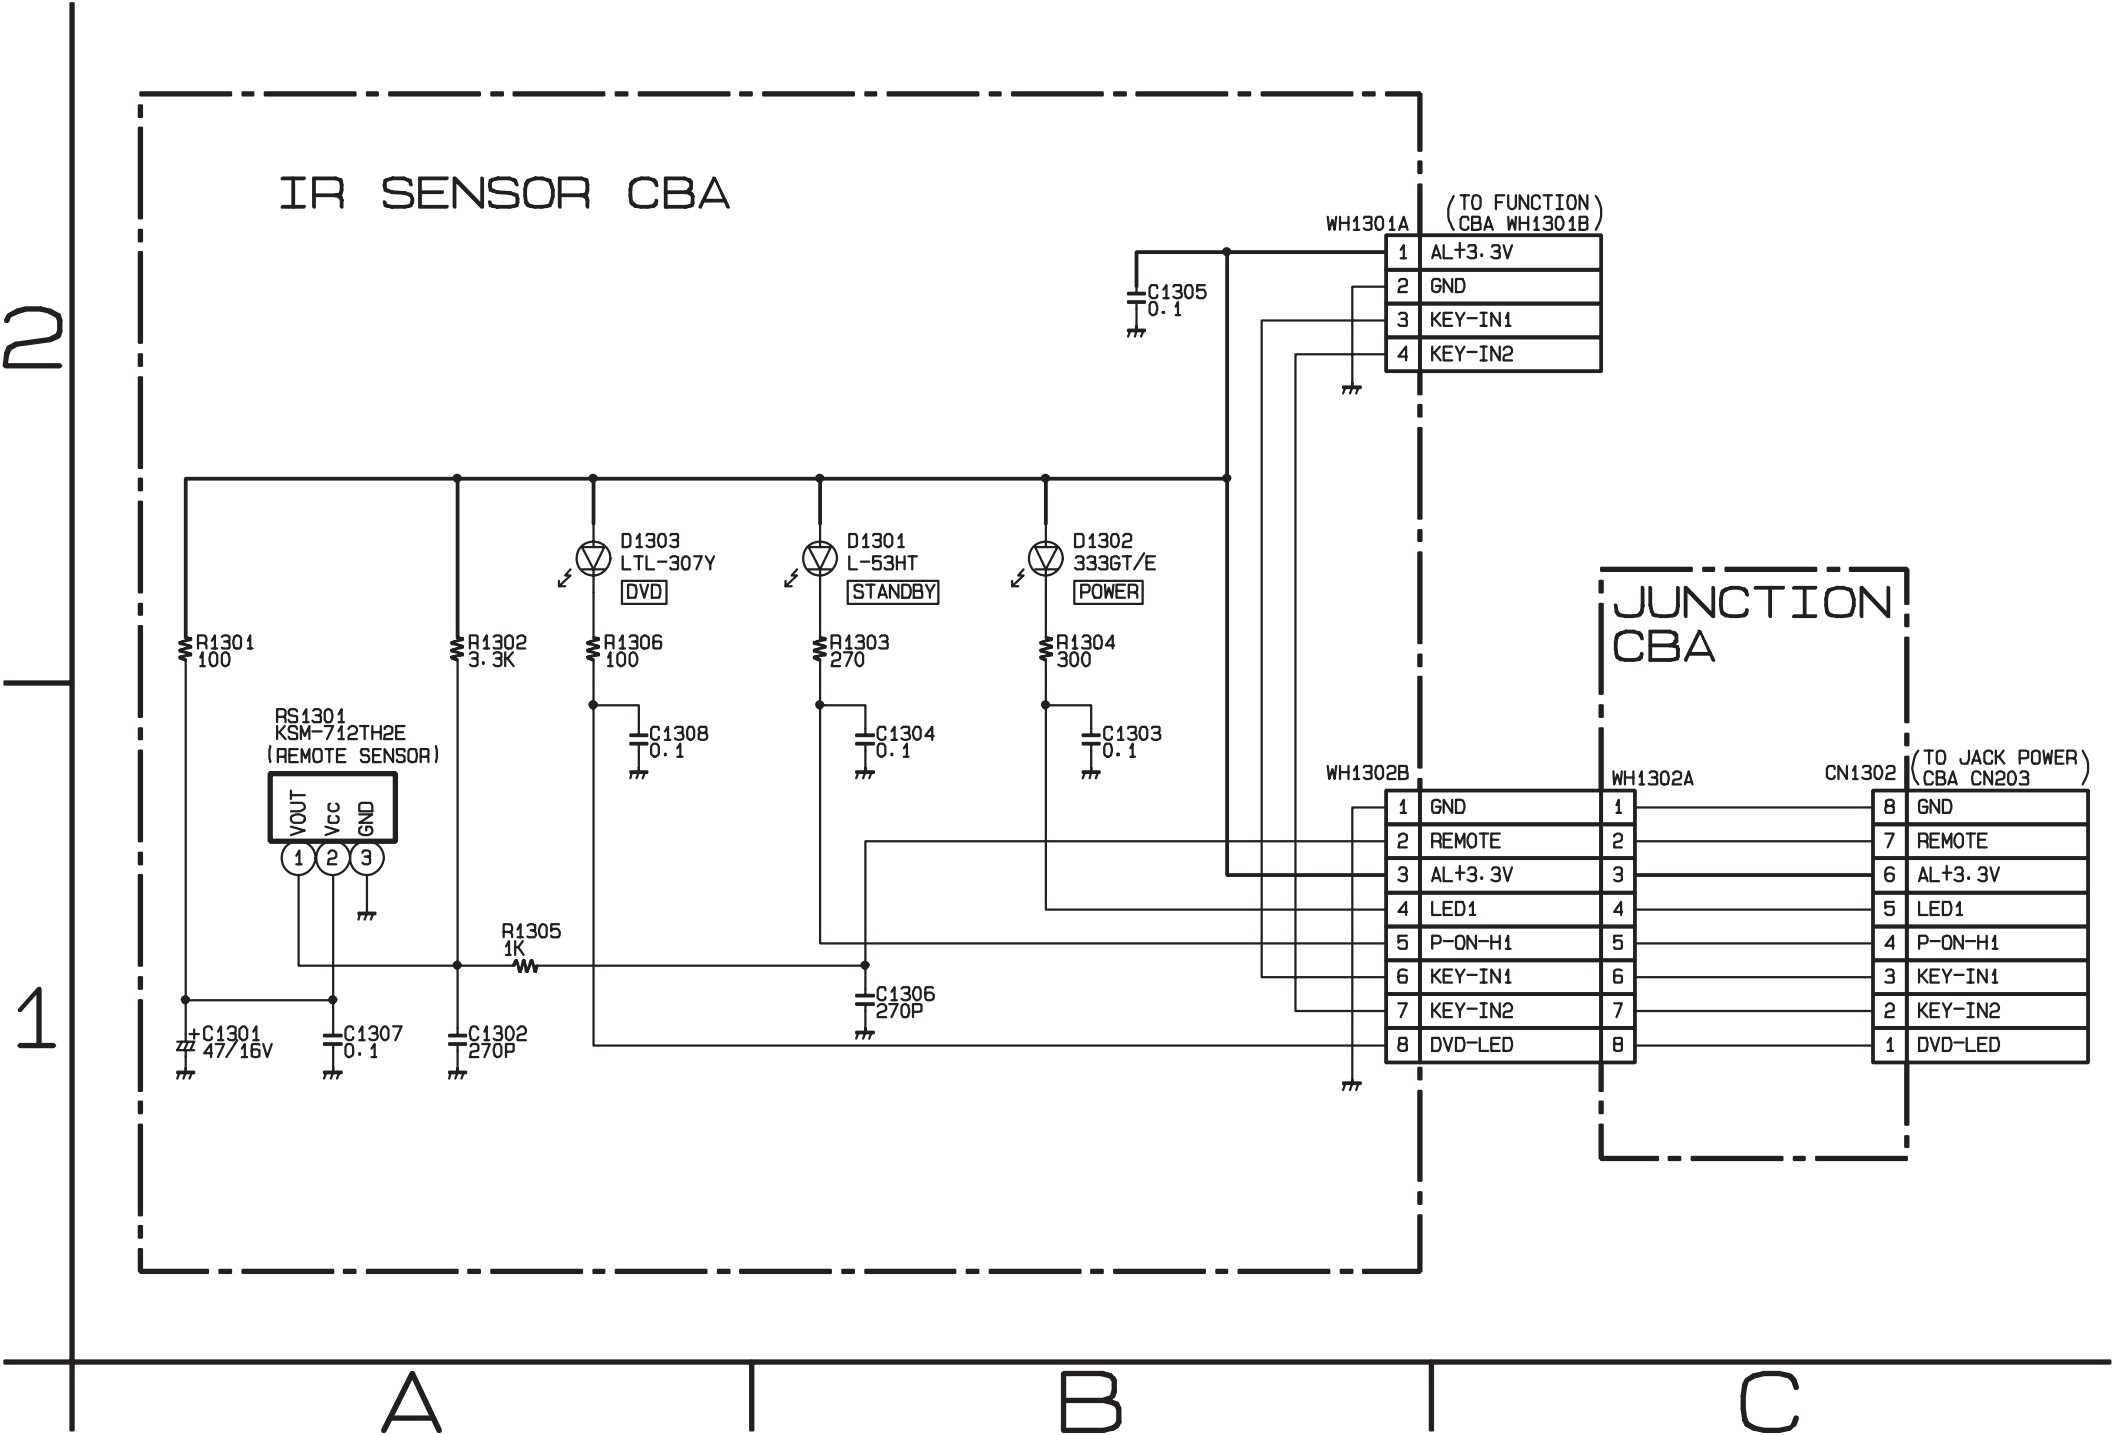 IR SENSOR CBA
WH1301A
(TO FUNCTION
CBA WH1301B)
1 AL+3.3V
2 GND
3 KEY-IN1
4 KEY-IN2
C1305
0.1
2
D1303
LTL-307Y
DVD
D1301
L-53HT
STANDBY
D1302
333GT/E
POWER
R1301
100
R1302
3.3K
R1306
100
R1303
270
R1304
300
JUNCTION
CBA
RS1301
KSM-712TH2E
(REMOTE SENSOR)
VOUT
Vcc
GND
1 2 3
C1308
0.1
C1304
0.1
C1303
0.1
WH1302B
WH1302A
CN1302
(TO JACK POWER
CBA CN203)
1 GND 1 8 GND
2 REMOTE 2 7 REMOTE
3 AL+3.3V 3 6 AL+3.3V
4 LED1 4 5 LED1
5 P-ON-H1 5 4 P-ON-H1
6 KEY-IN1 6 3 KEY-IN1
7 KEY-IN2 7 2 KEY-IN2
8 DVD-LED 8 1 DVD-LED
R1305
1K
C1306
270P
1
+C1301
47/16V
C1307
0.1
C1302
270P
A B C